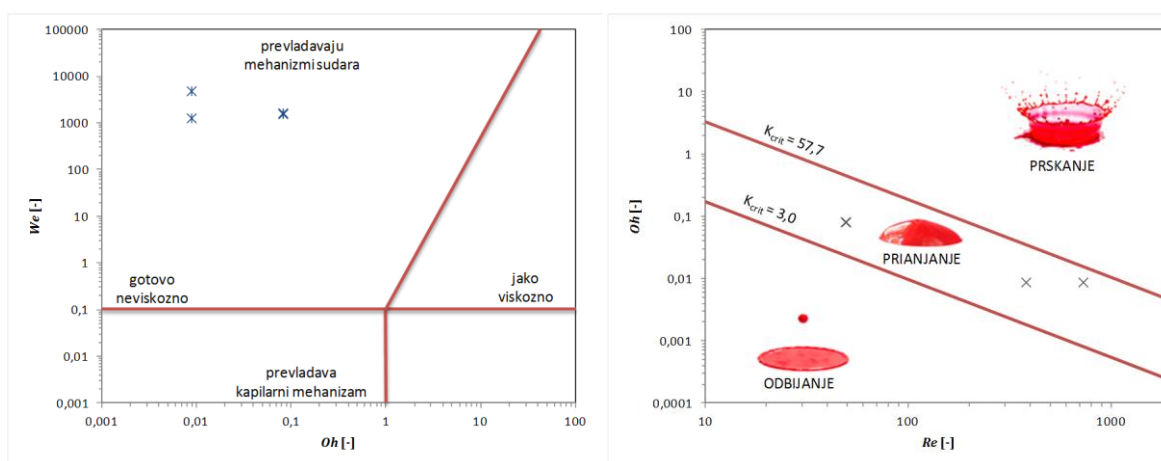 100000
10000
1000
100
10
1
0,1
0,01
0,001
We [-]
prevladavaju
mehanizmi sudara
gotovo
neviskozno
jako
viskozno
prevladava
kapilarni mehanizam
0,001
0,01
0,1
1
10
100
Oh [-]
100
10
1
0,1
0,01
0,001
0,0001
Oh [-]
K_crit = 57,7
PRSKANJE
K_crit = 3,0
PRIANJANJE
ODBIJANJE
10
100
1000
Re [-]